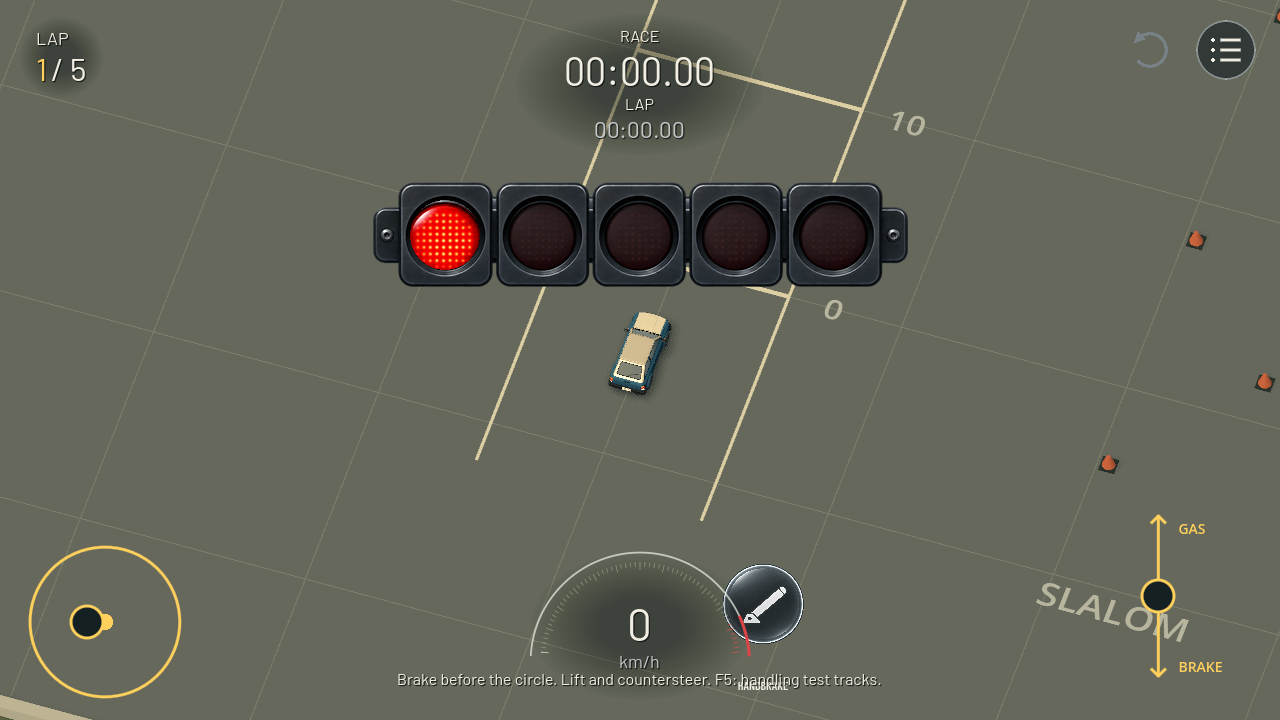 LAP
1/ 5
RACE
00:00.00
LAP
00:00.00
10
0
GAS
SLALOM
BRAKE
0
km/h
Brake before the circle. Lift and countersteer. F5: handling test tracks.
HANDBRAKE